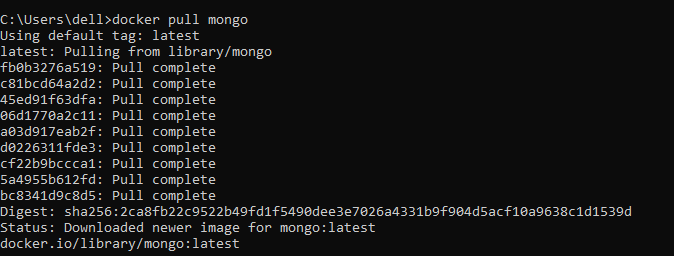 C:\Users\dell>docker pull mongo
Using default tag: latest
latest: Pulling from library/mongo
fb0b3276a519: Pull complete
c81bcd64a2d2: Pull complete
45ed91f63dfa: Pull complete
06d1770a2c11: Pull complete
a03d917eab2f: Pull complete
d0226311fde3: Pull complete
cf22b9bccca1: Pull complete
5a4955b612fd: Pull complete
bc8341d9c8d5: Pull complete
Digest: sha256:2ca8fb22c9522b49fd1f5490dee3e7026a4331b9f904d5acf10a9638c1d1539d
Status: Downloaded newer image for mongo:latest
docker.io/library/mongo:latest